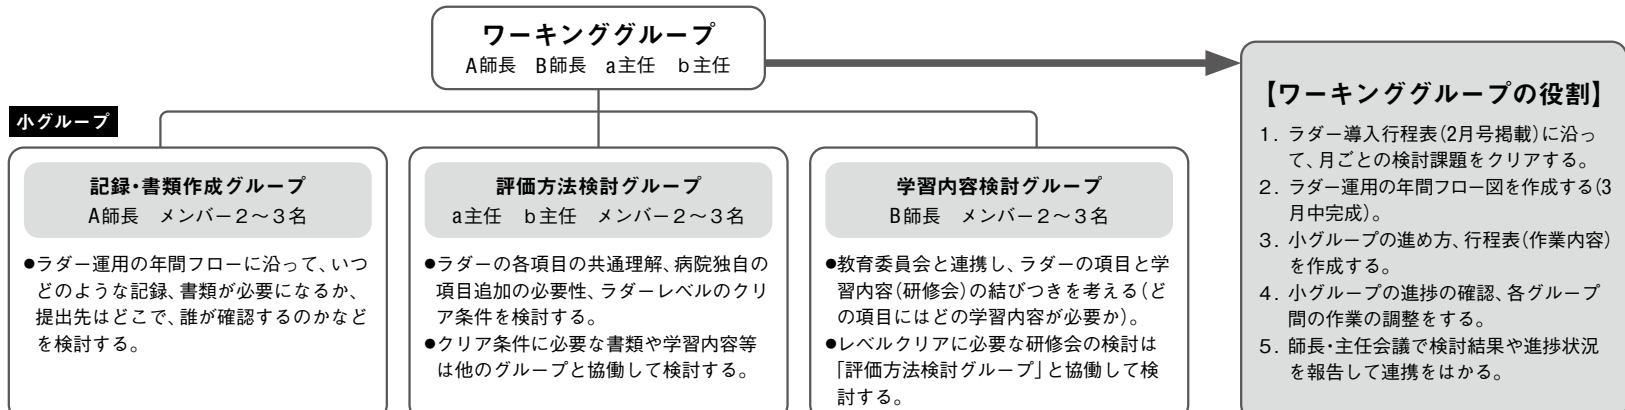 ワーキンググループ
A師長 B師長 a主任 b主任
小グループ
記録・書類作成グループ
A師長 メンバー2～3名
●ラダー運用の年間フローに沿って、いつ
どのような記録、書類が必要になるか、
提出先はどこで、誰が確認するのかなど
を検討する。
評価方法検討グループ
a主任 b主任 メンバー2～3名
●ラダーの各項目の共通理解、病院独自の
項目追加の必要性、ラダーレベルのクリ
ア条件を検討する。
●クリア条件に必要な書類や学習内容等
は他のグループと協働して検討する。
学習内容検討グループ
B師長 メンバー2～3名
●教育委員会と連携し、ラダーの項目と学
習内容(研修会)の結びつきを考える(ど
の項目にはどの学習内容が必要か)。
●レベルクリアに必要な研修会の検討は
「評価方法検討グループ」と協働して検
討する。
【ワーキンググループの役割】
1. ラダー導入行程表(2月号掲載)に沿っ
て、月ごとの検討課題をクリアする。
2. ラダー運用の年間フロー図を作成する(3
月中完成)。
3. 小グループの進め方、行程表(作業内容)
を作成する。
4. 小グループの進捗の確認、各グループ
間の作業の調整をする。
5. 師長・主任会議で検討結果や進捗状況
を報告して連携をはかる。